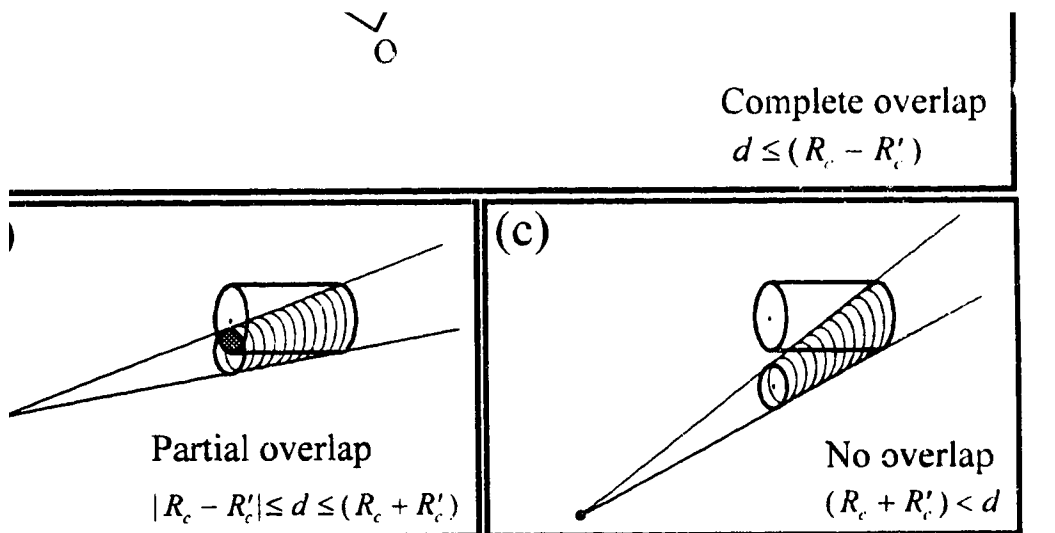 O
Complete overlap
d ≤ (R_c − R'_c)
)
Partial overlap
|R_c − R'_c| ≤ d ≤ (R_c + R'_c)
(c)
No overlap
(R_c + R'_c) < d